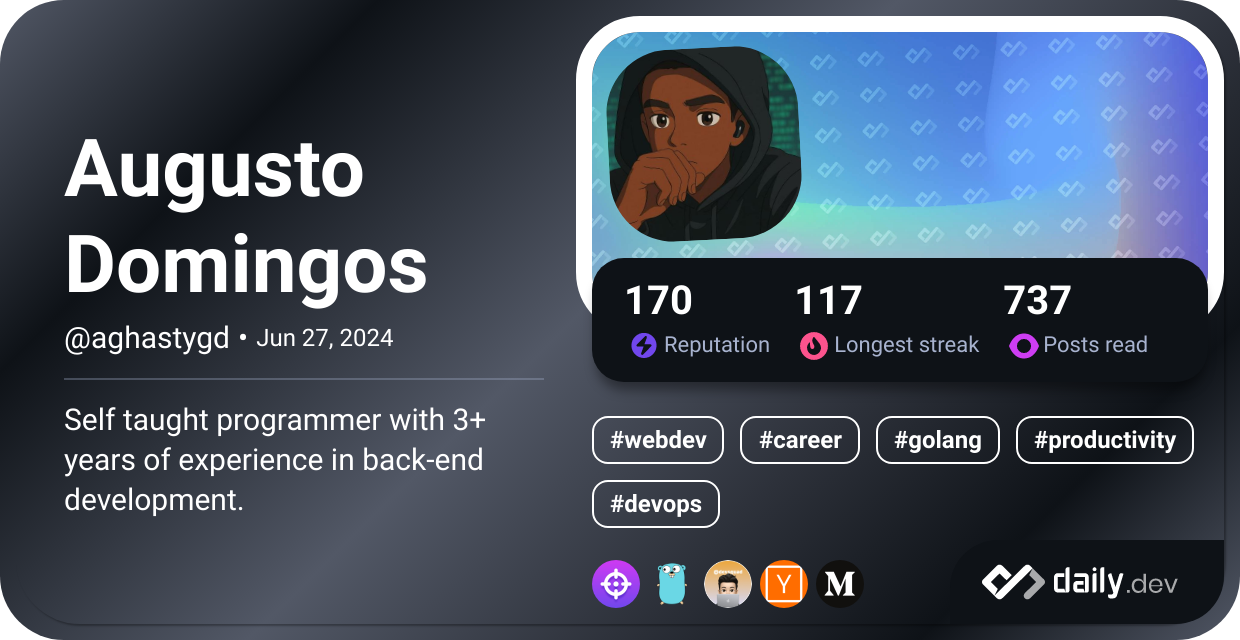 Augusto
Domingos
@aghastygd • Jun 27, 2024
Self taught programmer with 3+
years of experience in back-end
development.
170 117 737
Reputation Longest streak Posts read
#webdev #career #golang #productivity
#devops
Y M
daily.dev